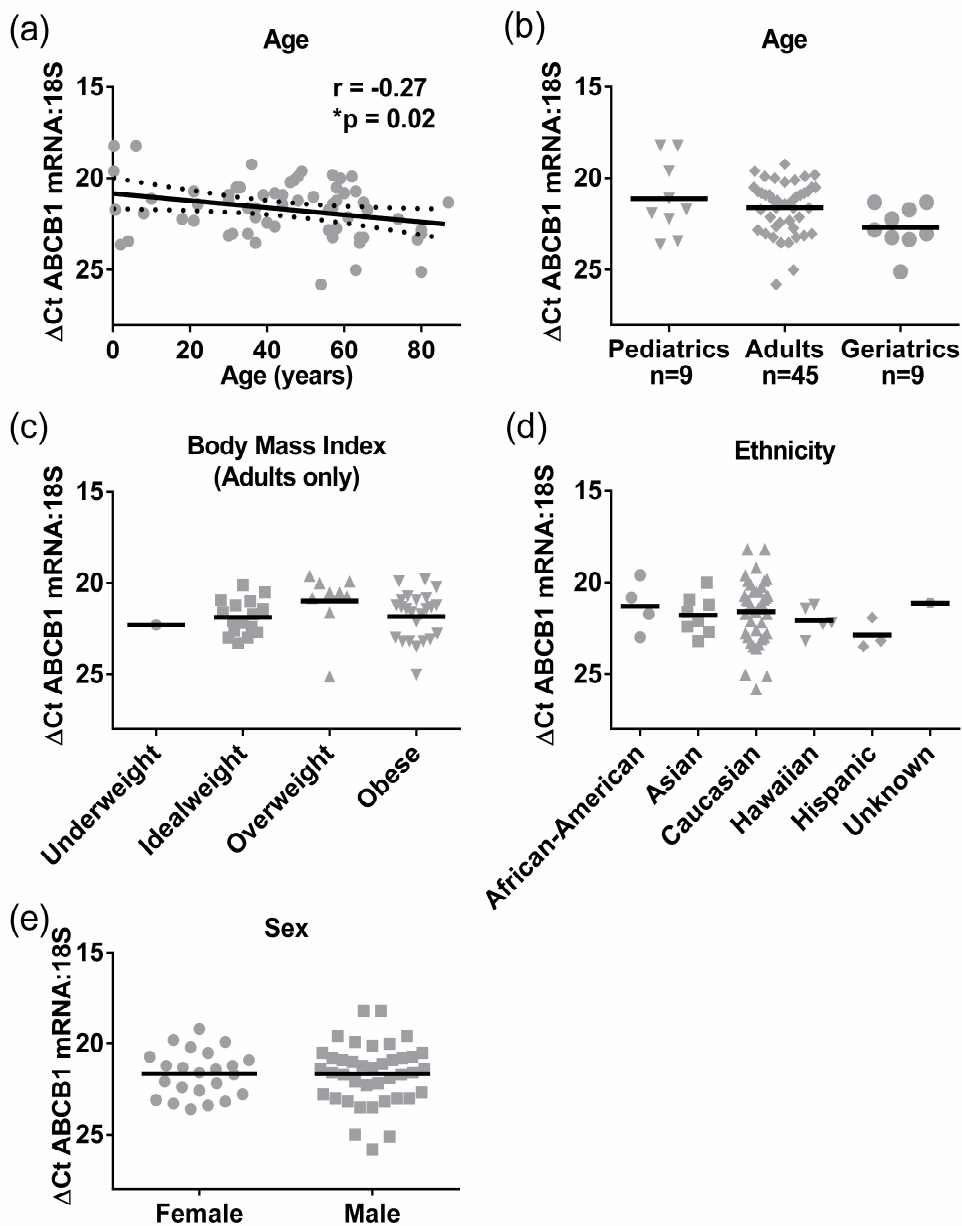 (a)
Age
r = -0.27
*p = 0.02
ΔCt ABCB1 mRNA:18S
15
20
25
0 20 40 60 80
Age (years)
(b)
Age
ΔCt ABCB1 mRNA:18S
15
20
25
Pediatrics Adults Geriatrics
n=9 n=45 n=9
(c)
Body Mass Index
(Adults only)
ΔCt ABCB1 mRNA:18S
15
20
25
Underweight
Idealweight
Overweight
Obese
(d)
Ethnicity
ΔCt ABCB1 mRNA:18S
15
20
25
African-American
Asian
Caucasian
Hawaiian
Hispanic
Unknown
(e)
Sex
ΔCt ABCB1 mRNA:18S
15
20
25
Female Male